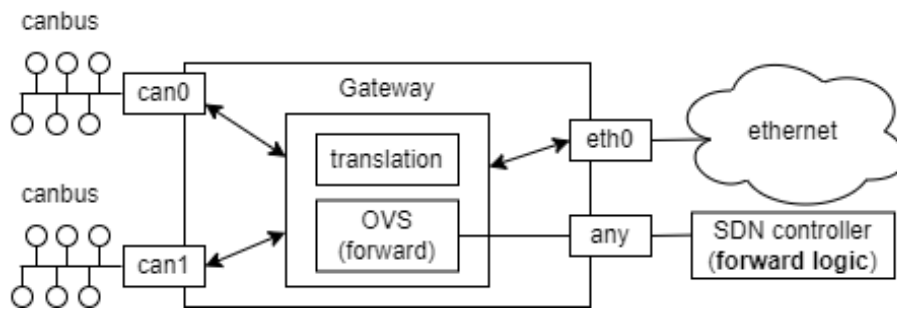 canbus
can0
Gateway
translation
eth0
ethernet
canbus
can1
OVS
(forward)
any
SDN controller
(forward logic)